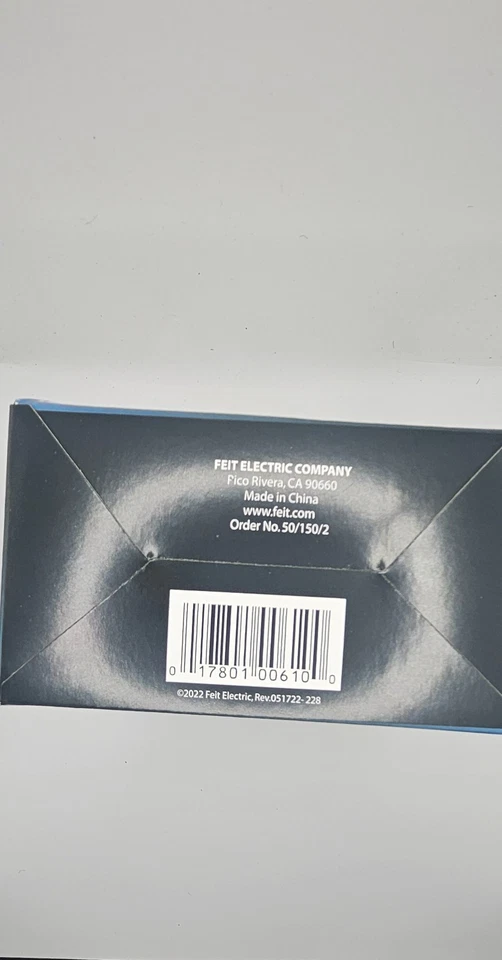 FEIT ELECTRIC COMPANY
Pico Rivera, CA 90660
Made in China
www.feit.com
Order No. 50/150/2
0 17801 00610 0
©2022 Feit Electric, Rev.051722- 228